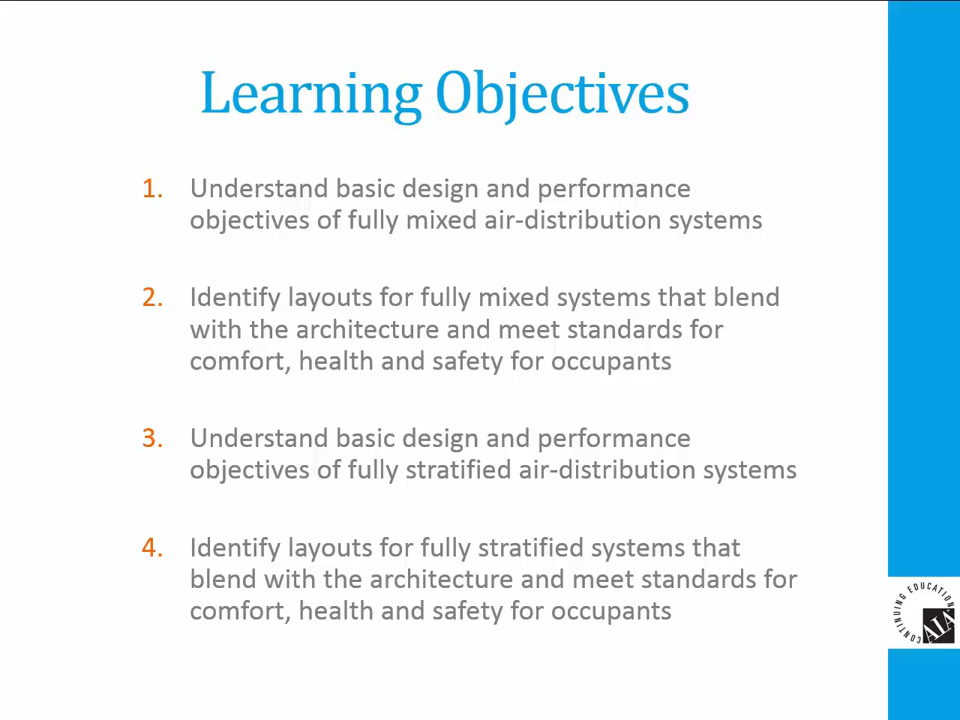 Learning Objectives
1. Understand basic design and performance
objectives of fully mixed air-distribution systems
2. Identify layouts for fully mixed systems that blend
with the architecture and meet standards for
comfort, health and safety for occupants
3. Understand basic design and performance
objectives of fully stratified air-distribution systems
4. Identify layouts for fully stratified systems that
blend with the architecture and meet standards for
comfort, health and safety for occupants
CONTINUING EDUCATION
AIA